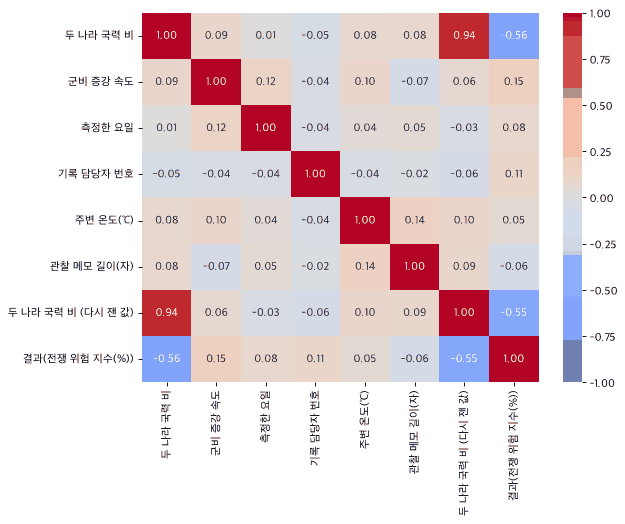 두 나라 국력 비 1.00 0.09 0.01 -0.05 0.08 0.08 0.94 -0.56
군비 증강 속도 0.09 1.00 0.12 -0.04 0.10 -0.07 0.06 0.15
측정한 요일 0.01 0.12 1.00 -0.04 0.04 0.05 -0.03 0.08
기록 담당자 번호 -0.05 -0.04 -0.04 1.00 -0.04 -0.02 -0.06 0.11
주변 온도(℃) 0.08 0.10 0.04 -0.04 1.00 0.14 0.10 0.05
관찰 메모 길이(자) 0.08 -0.07 0.05 -0.02 0.14 1.00 0.09 -0.06
두 나라 국력 비 (다시 잰 값) 0.94 0.06 -0.03 -0.06 0.10 0.09 1.00 -0.55
결과(전쟁 위험 지수(%)) -0.56 0.15 0.08 0.11 0.05 -0.06 -0.55 1.00
두 나라 국력 비
군비 증강 속도
측정한 요일
기록 담당자 번호
주변 온도(℃)
관찰 메모 길이(자)
두 나라 국력 비 (다시 잰 값)
결과(전쟁 위험 지수(%))
1.00
0.75
0.50
0.25
0.00
-0.25
-0.50
-0.75
-1.00